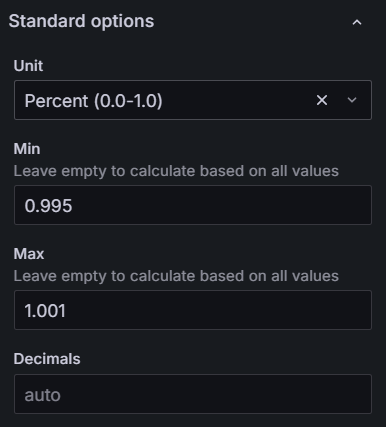 Standard options
Unit
Percent (0.0-1.0)
Min
Leave empty to calculate based on all values
0.995
Max
Leave empty to calculate based on all values
1.001
Decimals
auto